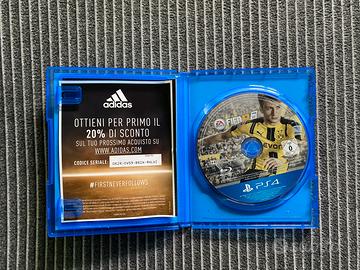 adidas
OTTIENI PER PRIMO IL
20% DI SCONTO
SUL TUO PROSSIMO ACQUISTO SU
WWW.ADIDAS.COM
CODICE SERIALE:
#FIRSTNEVERFOLLOWS
FIFA 17
PS4